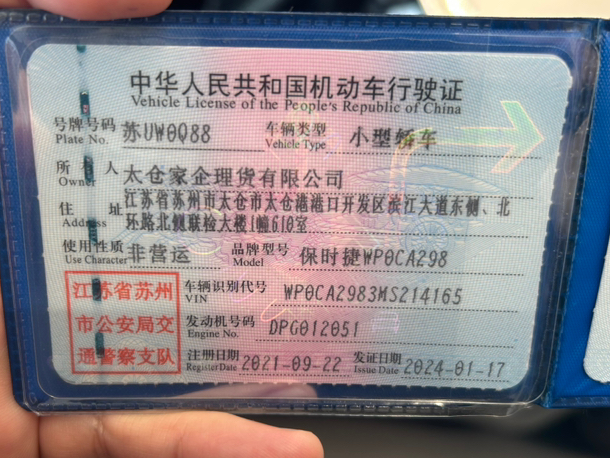 中华人民共和国机动车行驶证
Vehicle License of the People's Republic of China
号牌号码 苏UW0Q88 车辆类型 小型轿车
Plate No. Vehicle Type
所有人 太仓家企理货有限公司
Owner
住址 江苏省苏州市太仓市太仓港港口开发区滨江大道东侧、北
Address 环路北侧联检大楼1幢610室
使用性质 非营运 品牌型号 保时捷WP0CA298
Use Character Model
江苏省苏州
市公安局交
通警察支队
车辆识别代号 WP0CA2983MS214165
VIN
发动机号码 DPG012051
Engine No.
注册日期 2021-09-22 发证日期 2024-01-17
Register Date Issue Date